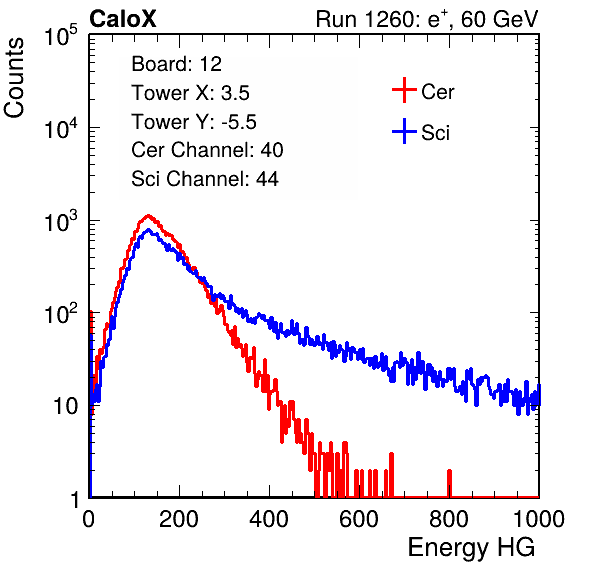 CaloX Run 1260: e⁺, 60 GeV
Counts
10⁵
10⁴
10³
10²
10
1
Board: 12
Tower X: 3.5
Tower Y: -5.5
Cer Channel: 40
Sci Channel: 44
Cer
Sci
0 200 400 600 800 1000
Energy HG